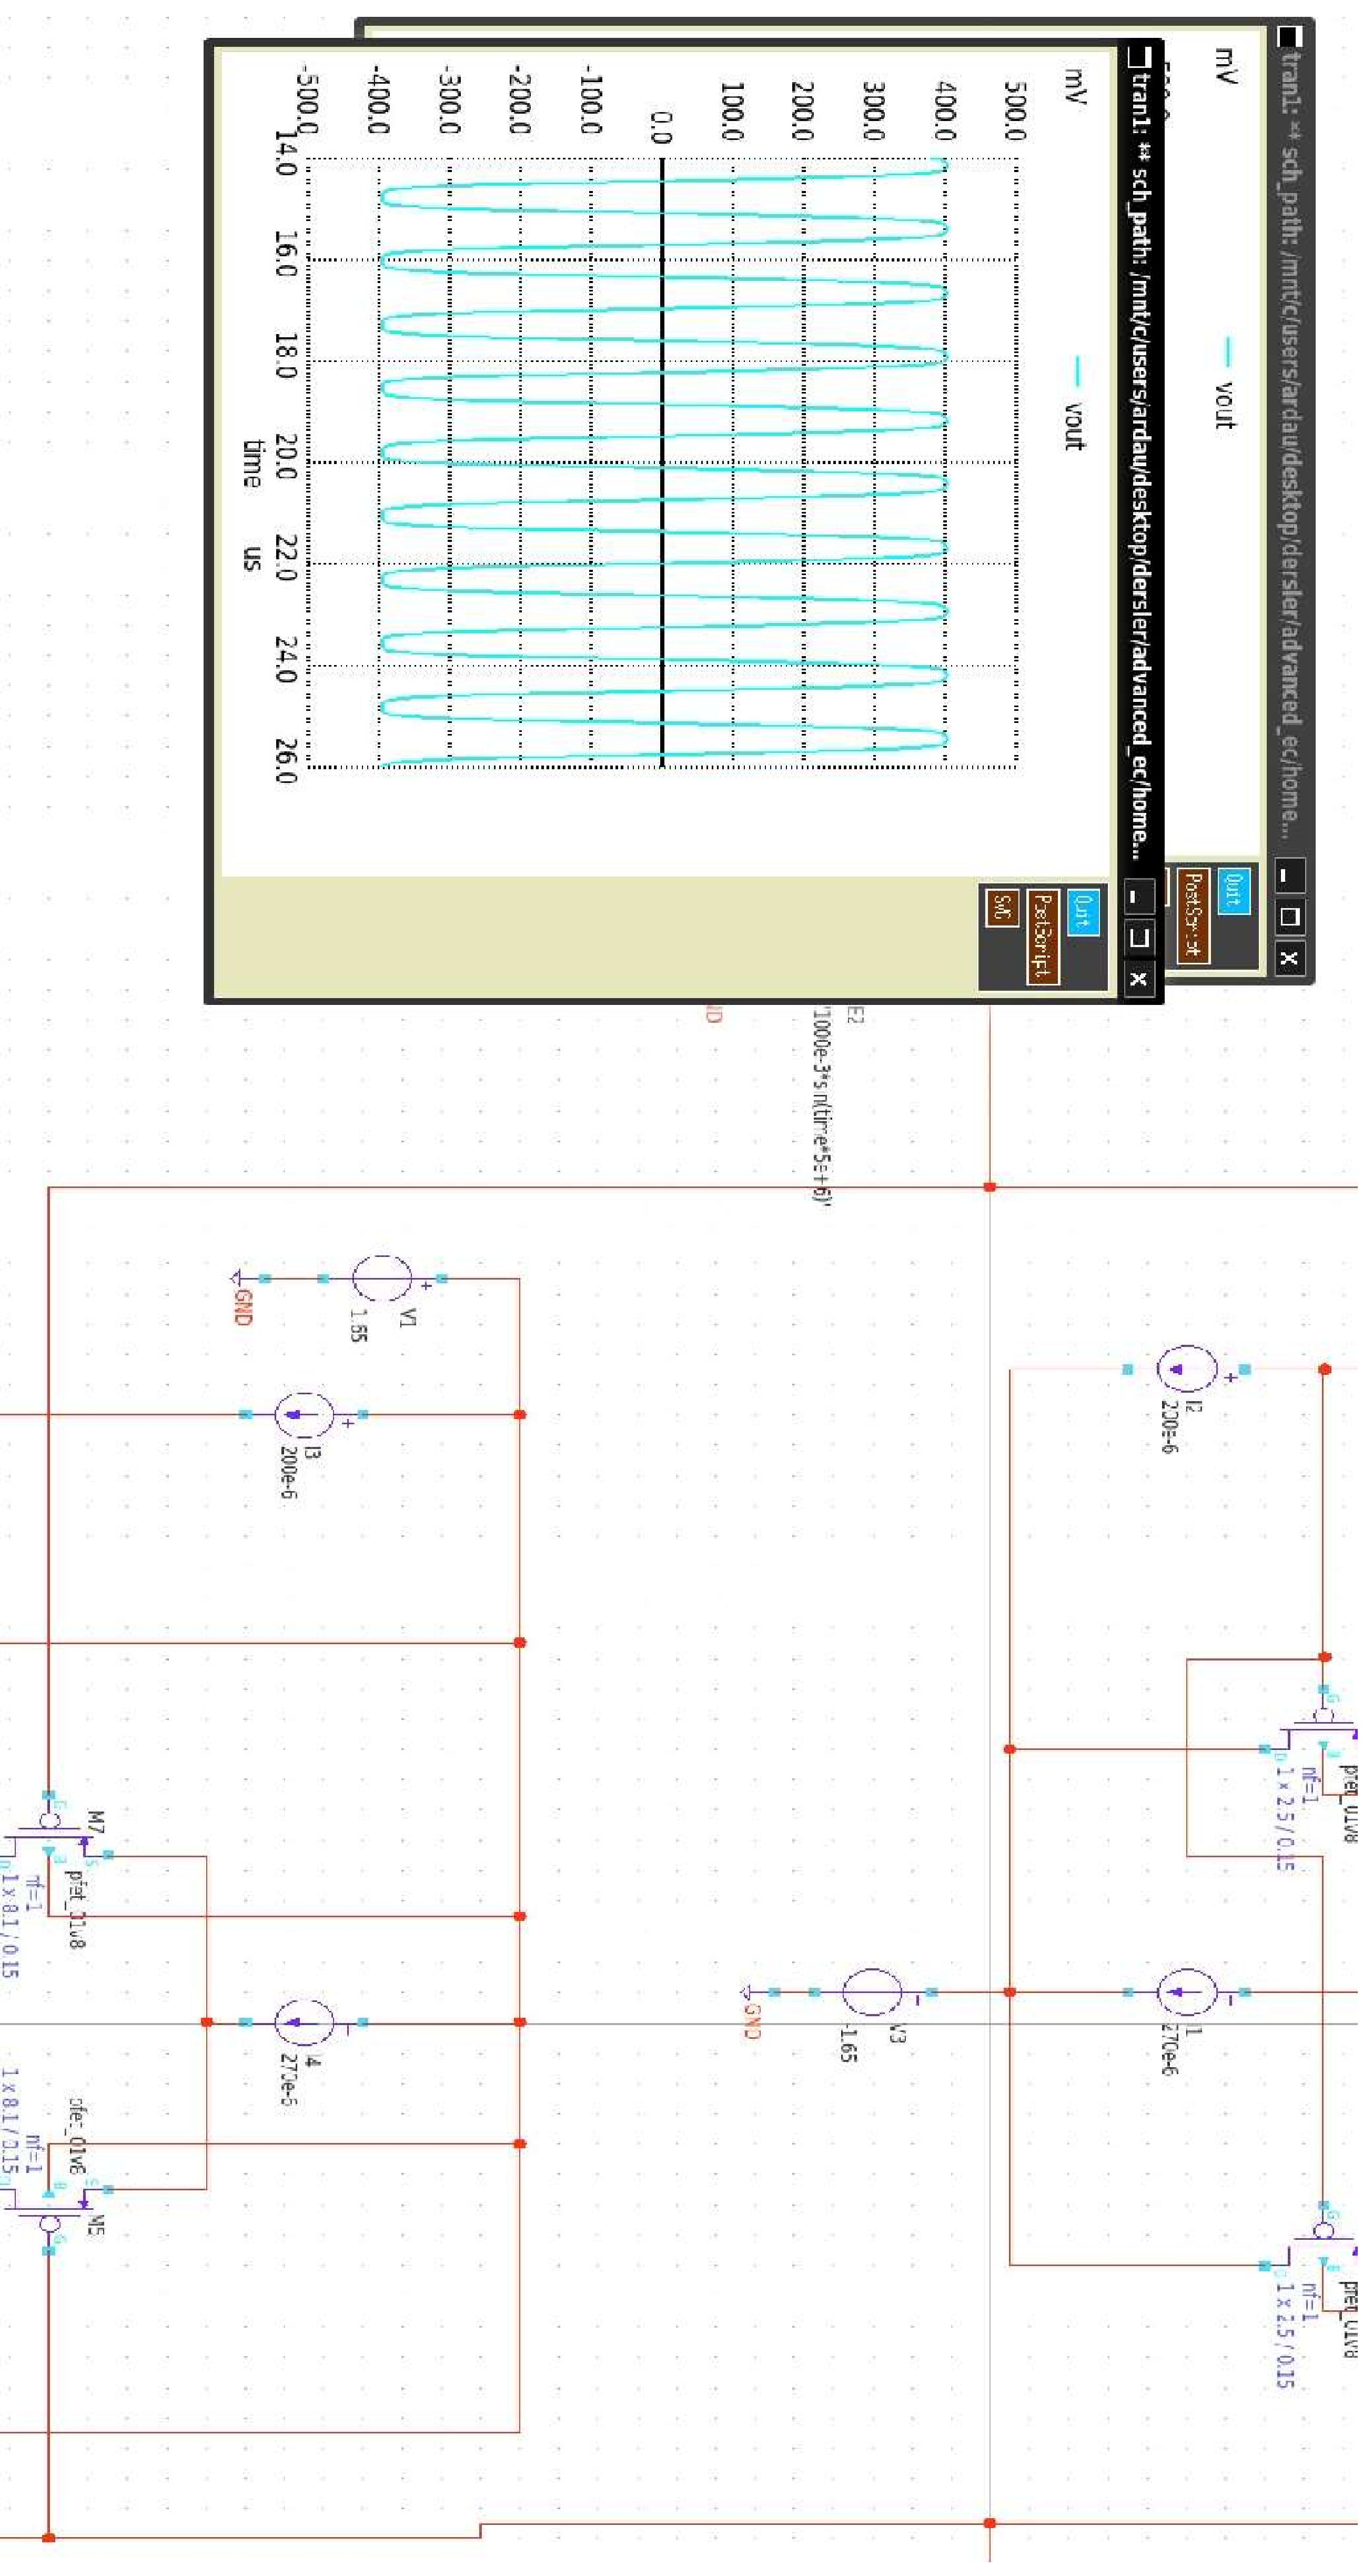 tran1: ** sch_path: /mnt/c/users/ardau/desktop/dersler/advanced_ec/home...
mV
vout
Quit
PostScript
tran1: ** sch_path: /mnt/c/users/ardau/desktop/dersler/advanced_ec/home...
mV
vout
Quit
PostScript
SVG
500.0
400.0
300.0
200.0
100.0
0.0
-100.0
-200.0
-300.0
-400.0
-500.0
14.0
16.0
18.0
20.0
22.0
24.0
26.0
time
us
E2
1000e-3*sin(time*5e+6)'
I2
200e-6
G
D
B
pfet_01v8
nf=1
1 x 2.5 / 0.15
I1
270e-6
G
B
pfet_01v8
nf=1
1 x 2.5 / 0.15
V3
-1.65
GND
V1
1.65
GND
I3
200e-6
I4
270e-6
M7
G
S
B
D
pfet_01v8
nf=1
1 x 8.1 / 0.15
M5
G
S
B
pfet_01v8
nf=1
1 x 8.1 / 0.15